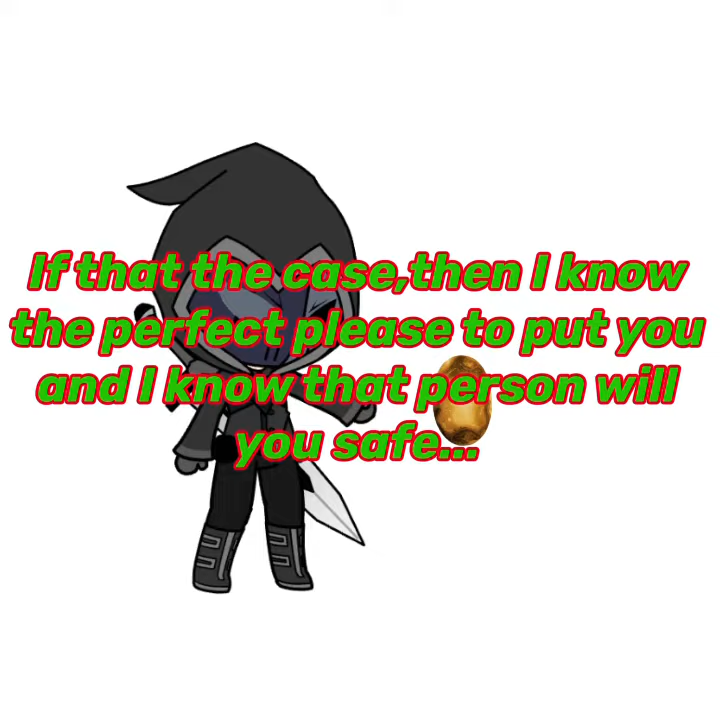 If that the case,then I know
the perfect please to put you
and I know that person will
you safe...